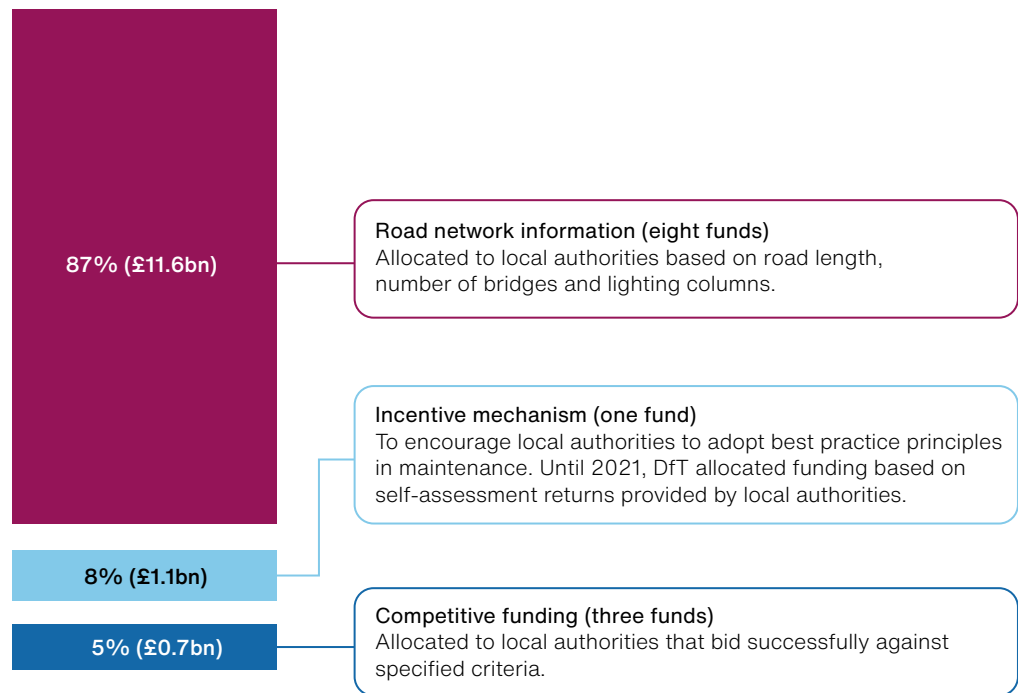 87% (£11.6bn)
Road network information (eight funds)
Allocated to local authorities based on road length,
number of bridges and lighting columns.
Incentive mechanism (one fund)
To encourage local authorities to adopt best practice principles
in maintenance. Until 2021, DfT allocated funding based on
self-assessment returns provided by local authorities.
8% (£1.1bn)
Competitive funding (three funds)
Allocated to local authorities that bid successfully against
specified criteria.
5% (£0.7bn)